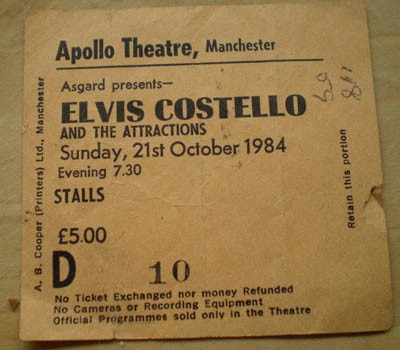 Apollo Theatre, Manchester
Asgard presents—
ELVIS COSTELLO
AND THE ATTRACTIONS
Sunday, 21st October 1984
Evening 7.30
STALLS
£5.00
D 10
No Ticket Exchanged nor money Refunded
No Cameras or Recording Equipment
Official Programmes sold only in the Theatre
A. B. Cooper (Printers) Ltd., Manchester
Retain this portion